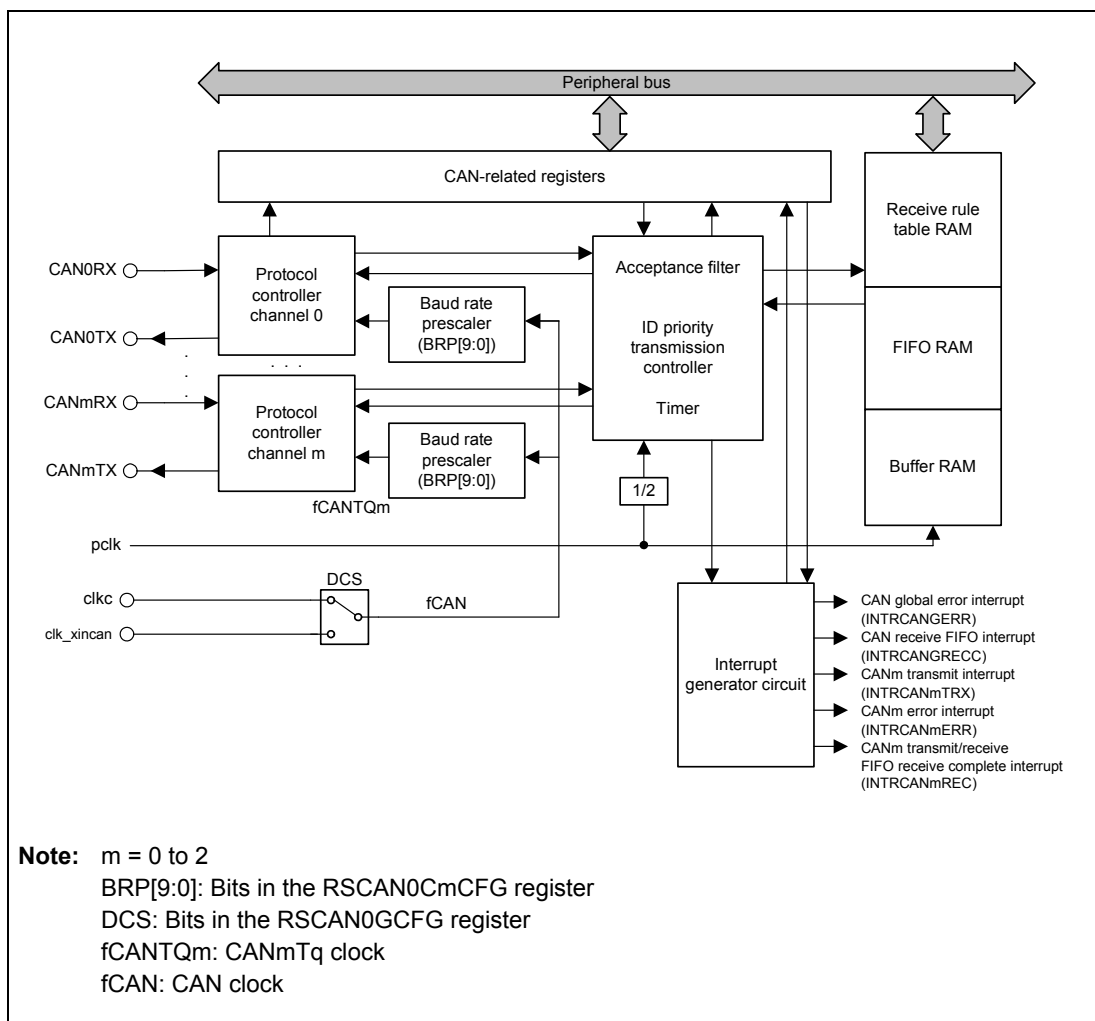 Peripheral bus
CAN-related registers
Receive rule
table RAM
FIFO RAM
Buffer RAM
CAN0RX
CAN0TX
CANmRX
CANmTX
Protocol
controller
channel 0
. . .
Protocol
controller
channel m
Baud rate
prescaler
(BRP[9:0])
Baud rate
prescaler
(BRP[9:0])
fCANTQm
Acceptance filter
ID priority
transmission
controller
Timer
1/2
pclk
clkc
clk_xincan
DCS
fCAN
Interrupt
generator circuit
CAN global error interrupt
(INTRCANGERR)
CAN receive FIFO interrupt
(INTRCANGRECC)
CANm transmit interrupt
(INTRCANmTRX)
CANm error interrupt
(INTRCANmERR)
CANm transmit/receive
FIFO receive complete interrupt
(INTRCANmREC)
Note: m = 0 to 2
BRP[9:0]: Bits in the RSCAN0CmCFG register
DCS: Bits in the RSCAN0GCFG register
fCANTQm: CANmTq clock
fCAN: CAN clock